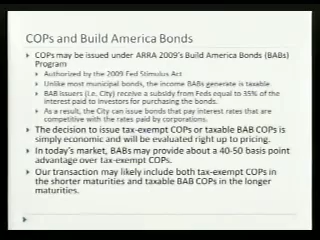 COPs and Build America Bonds
COPs may be issued under ARRA 2009's Build America Bonds (BABs)
Program
Authorized by the 2009 Fed Stimulus Act
Unlike most municipal bonds, the income BABs generate is taxable
BAB issuers (i.e. City) receive a subsidy from Feds equal to 35% of the
interest paid to investors for purchasing the bonds.
As a result, the City can issue bonds that pay interest rates that are
competitive with the rates paid by corporations.
The decision to issue tax-exempt COPs or taxable BAB COPs is
simply economic and will be evaluated right up to pricing.
In today's market, BABs may provide about a 40-50 basis point
advantage over tax-exempt COPs.
Our transaction may likely include both tax-exempt COPs in
the shorter maturities and taxable BAB COPs in the longer
maturities.